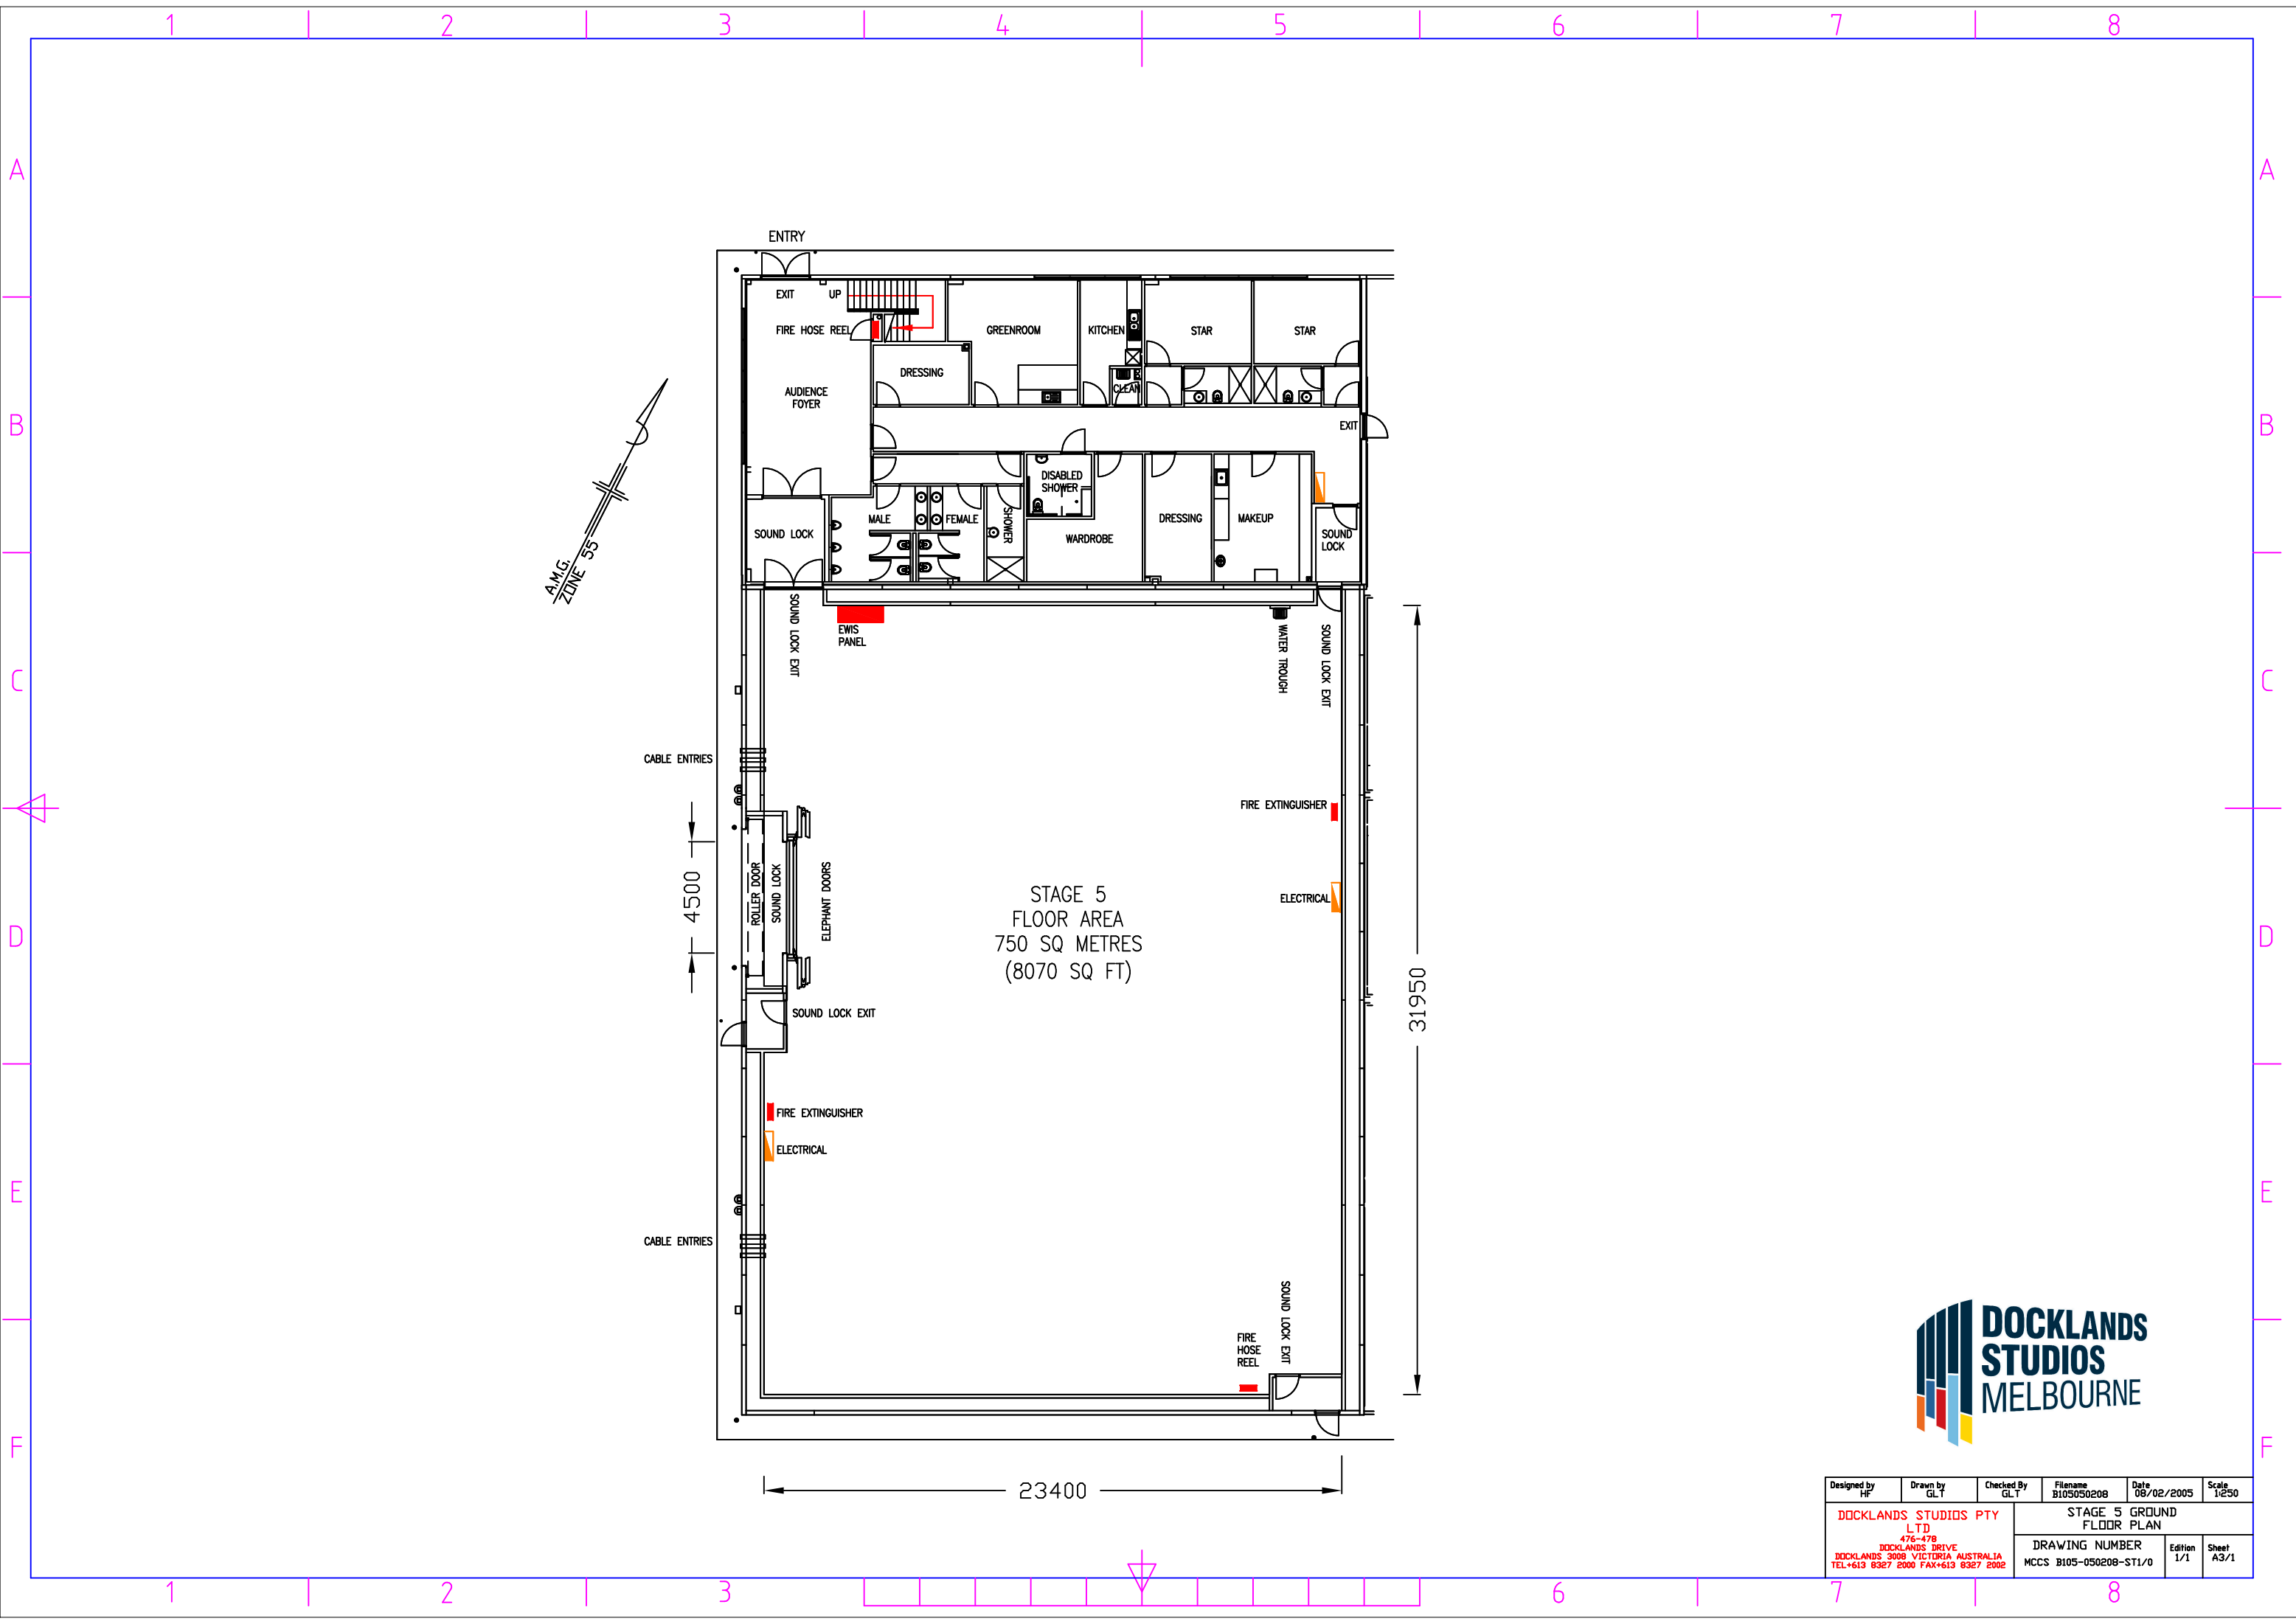 1 2 3 4 5 6 7 8
A A
B B
C C
D D
E E
F F
ENTRY
EXIT UP
FIRE HOSE REEL
GREENROOM
KITCHEN
STAR
STAR
DRESSING
CLEAN
AUDIENCE
FOYER
EXIT
DISABLED
SHOWER
MALE
FEMALE
SHOWER
DRESSING
MAKEUP
SOUND LOCK
WARDROBE
SOUND
LOCK
A.M.G.
ZONE 55
SOUND LOCK EXIT
EWIS
PANEL
WATER TROUGH
SOUND LOCK EXIT
CABLE ENTRIES
FIRE EXTINGUISHER
4500
ROLLER DOOR
SOUND LOCK
ELEPHANT DOORS
STAGE 5
FLOOR AREA
750 SQ METRES
(8070 SQ FT)
ELECTRICAL
31950
SOUND LOCK EXIT
FIRE EXTINGUISHER
ELECTRICAL
CABLE ENTRIES
SOUND LOCK EXIT
FIRE
HOSE
REEL
23400
DOCKLANDS
STUDIOS
MELBOURNE
Designed by
HF
Drawn by
GLT
Checked By
GLT
Filename
B105050208
Date
08/02/2005
Scale
1:250
DOCKLANDS STUDIOS PTY
LTD
476-478
DOCKLANDS DRIVE
DOCKLANDS 3008 VICTORIA AUSTRALIA
TEL+613 8327 2000 FAX+613 8327 2002
STAGE 5 GROUND
FLOOR PLAN
DRAWING NUMBER
MCCS B105-050208-ST1/0
Edition
1/1
Sheet
A3/1
1 2 3 6 7 8